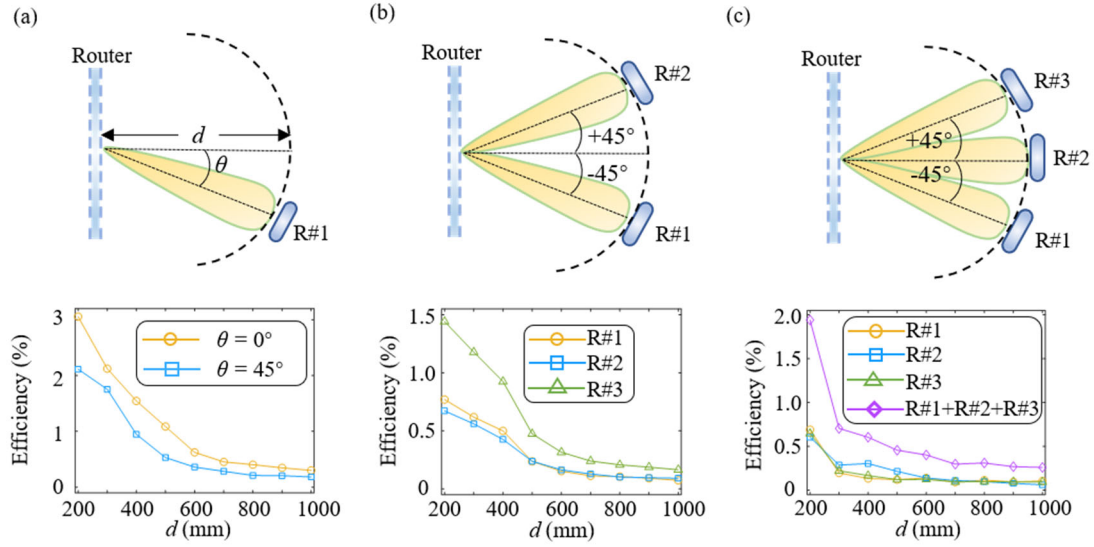 (a)
Router
d
θ
R#1
3
2
1
0
Efficiency (%)
θ = 0°
θ = 45°
200 400 600 800 1000
d (mm)
(b)
Router
R#2
+45°
-45°
R#1
1.5
1.0
0.5
0
Efficiency (%)
R#1
R#2
R#3
200 400 600 800 1000
d (mm)
(c)
Router
R#3
+45°
R#2
-45°
R#1
2.0
1.5
1.0
0.5
0.0
Efficiency (%)
R#1
R#2
R#3
R#1+R#2+R#3
200 400 600 800 1000
d (mm)